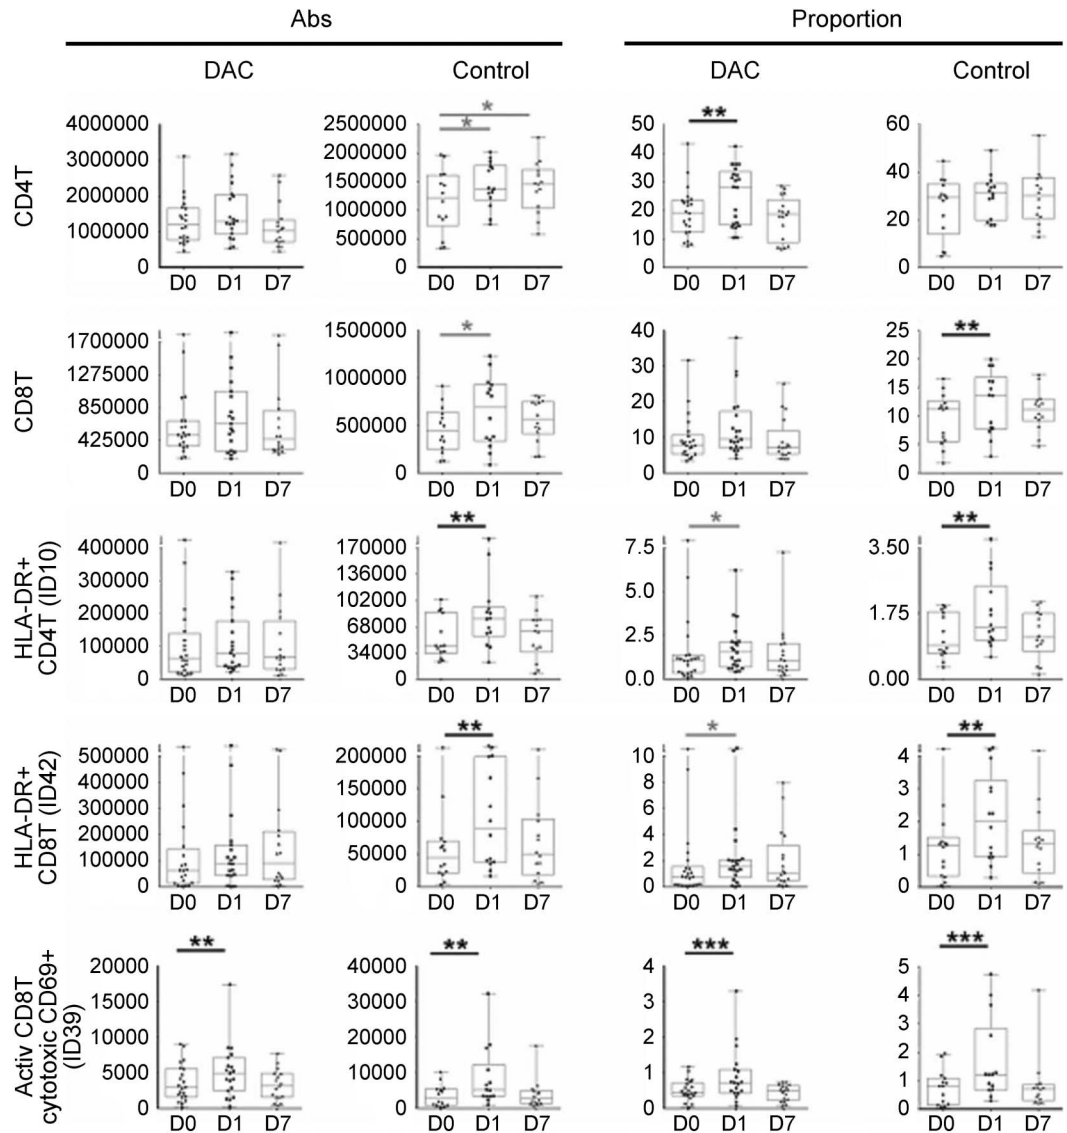 Abs Proportion
DAC Control DAC Control
CD4T
4000000 3000000 2000000 1000000 0
D0 D1 D7
* *
2500000 2000000 1500000 1000000 500000 0
D0 D1 D7
**
50 40 30 20 10 0
D0 D1 D7
60 40 20 0
D0 D1 D7
CD8T
1700000 1275000 850000 425000 0
D0 D1 D7
*
1500000 1000000 500000 0
D0 D1 D7
40 30 20 10 0
D0 D1 D7
**
25 20 15 10 5 0
D0 D1 D7
HLA-DR+
CD4T (ID10)
400000 300000 200000 100000 0
D0 D1 D7
**
170000 136000 102000 68000 34000 0
D0 D1 D7
*
7.5 5.0 2.5 0.0
D0 D1 D7
**
3.50 1.75 0.00
D0 D1 D7
HLA-DR+
CD8T (ID42)
500000 400000 300000 200000 100000 0
D0 D1 D7
**
200000 150000 100000 50000 0
D0 D1 D7
*
10 8 6 4 2 0
D0 D1 D7
**
4 3 2 1 0
D0 D1 D7
Activ CD8T
cytotoxic CD69+
(ID39)
**
20000 15000 10000 5000 0
D0 D1 D7
**
40000 30000 20000 10000 0
D0 D1 D7
***
4 3 2 1 0
D0 D1 D7
***
5 4 3 2 1 0
D0 D1 D7